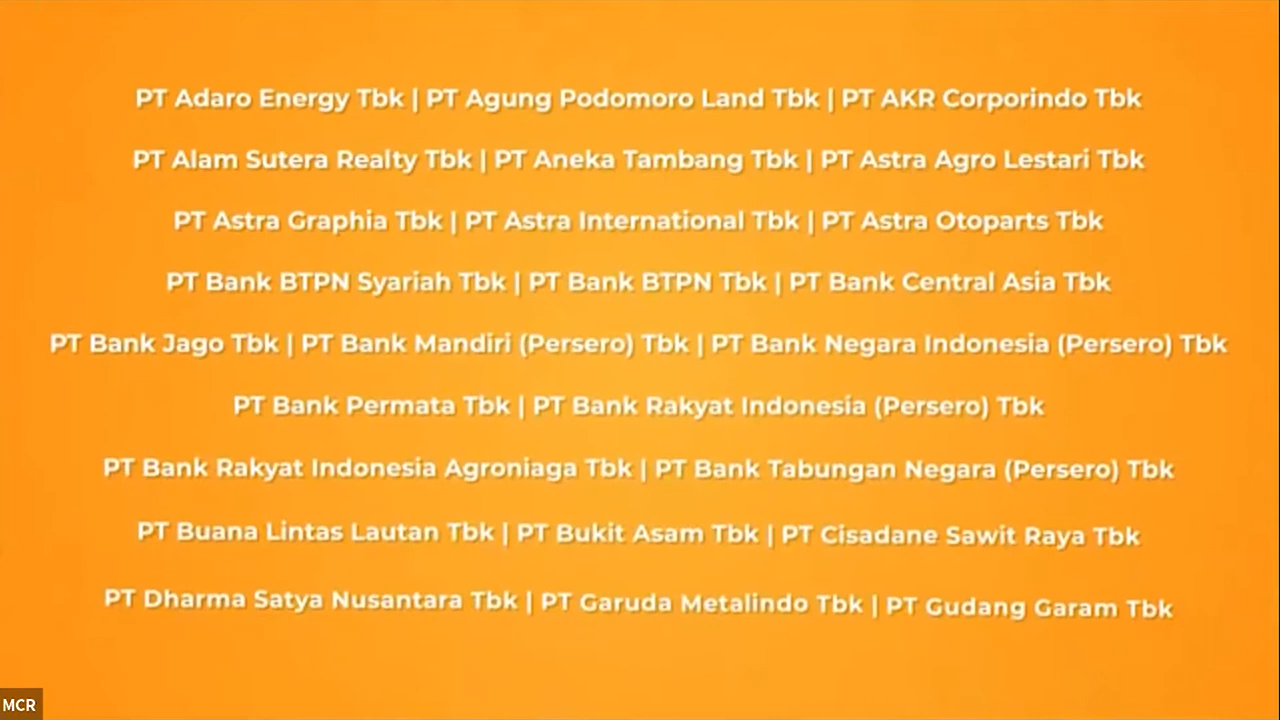 PT Adaro Energy Tbk | PT Agung Podomoro Land Tbk | PT AKR Corporindo Tbk
PT Alam Sutera Realty Tbk | PT Aneka Tambang Tbk | PT Astra Agro Lestari Tbk
PT Astra Graphia Tbk | PT Astra International Tbk | PT Astra Otoparts Tbk
PT Bank BTPN Syariah Tbk | PT Bank BTPN Tbk | PT Bank Central Asia Tbk
PT Bank Jago Tbk | PT Bank Mandiri (Persero) Tbk | PT Bank Negara Indonesia (Persero) Tbk
PT Bank Permata Tbk | PT Bank Rakyat Indonesia (Persero) Tbk
PT Bank Rakyat Indonesia Agroniaga Tbk | PT Bank Tabungan Negara (Persero) Tbk
PT Buana Lintas Lautan Tbk | PT Bukit Asam Tbk | PT Cisadane Sawit Raya Tbk
PT Dharma Satya Nusantara Tbk | PT Garuda Metalindo Tbk | PT Gudang Garam Tbk
MCR